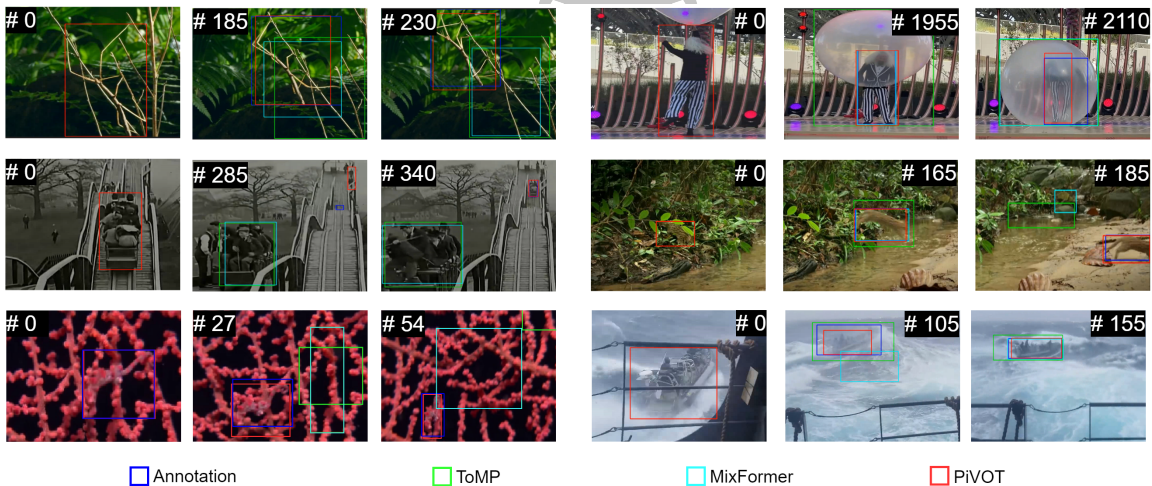 # 0 # 185 # 230 # 0 # 1955 # 2110
# 0 # 285 # 340 # 0 # 165 # 185
# 0 # 27 # 54 # 0 # 105 # 155
Annotation ToMP MixFormer PiVOT